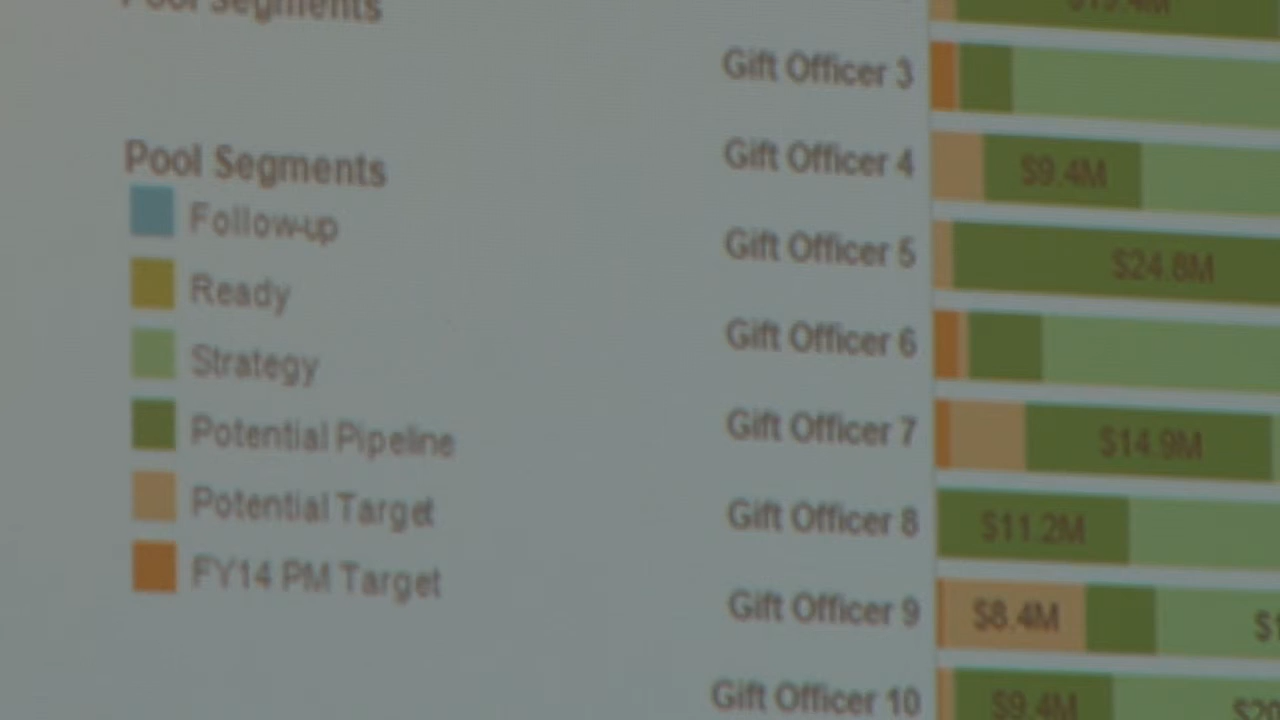 Pool Segments
Pool Segments
Follow-up
Ready
Strategy
Potential Pipeline
Potential Target
FY14 PM Target
Gift Officer 3
Gift Officer 4 $9.4M
Gift Officer 5 $24.8M
Gift Officer 6
Gift Officer 7 $14.9M
Gift Officer 8 $11.2M
Gift Officer 9 $8.4M
Gift Officer 10 $9.4M